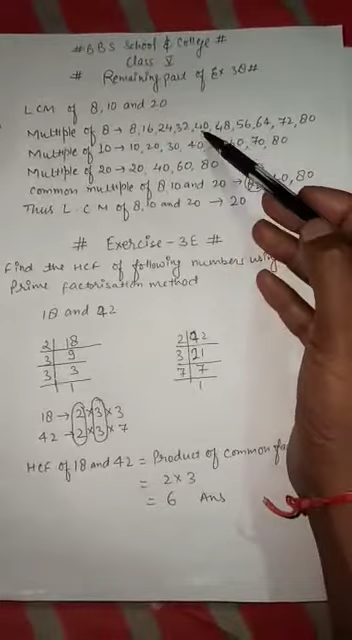 # BBS School & College #
Class V
# Remaining part of Ex 3D #
LCM of 8, 10 and 20
Multiple of 8 → 8, 16, 24, 32, 40, 48, 56, 64, 72, 80
Multiple of 10 → 10, 20, 30, 40 60, 70, 80
Multiple of 20 → 20, 40, 60, 80
Common multiple of 8 10 and 20 → 40, 80
Thus L.C.M of 8, 10 and 20 → 20
# Exercise - 3E #
Find the HCF of following numbers using
Prime factorisation method
18 and 42
2 | 18 2 | 42
3 | 9 3 | 21
3 | 3 7 | 7
1 1
18 → 2 × 3 × 3
42 → 2 × 3 × 7
HCF of 18 and 42 = Product of common
= 2 × 3
= 6 Ans